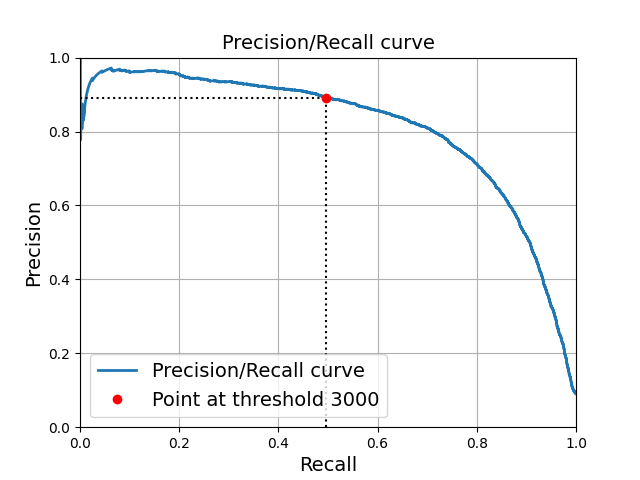 Precision/Recall curve
1.0
0.8
0.6
0.4
0.2
0.0
Precision
Precision/Recall curve
Point at threshold 3000
0.0 0.2 0.4 0.6 0.8 1.0
Recall